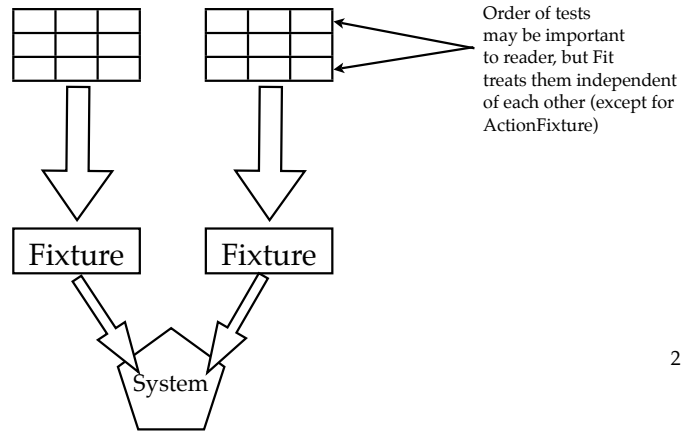 Order of tests
may be important
to reader, but Fit
treats them independent
of each other (except for
ActionFixture)
Fixture
Fixture
System
2